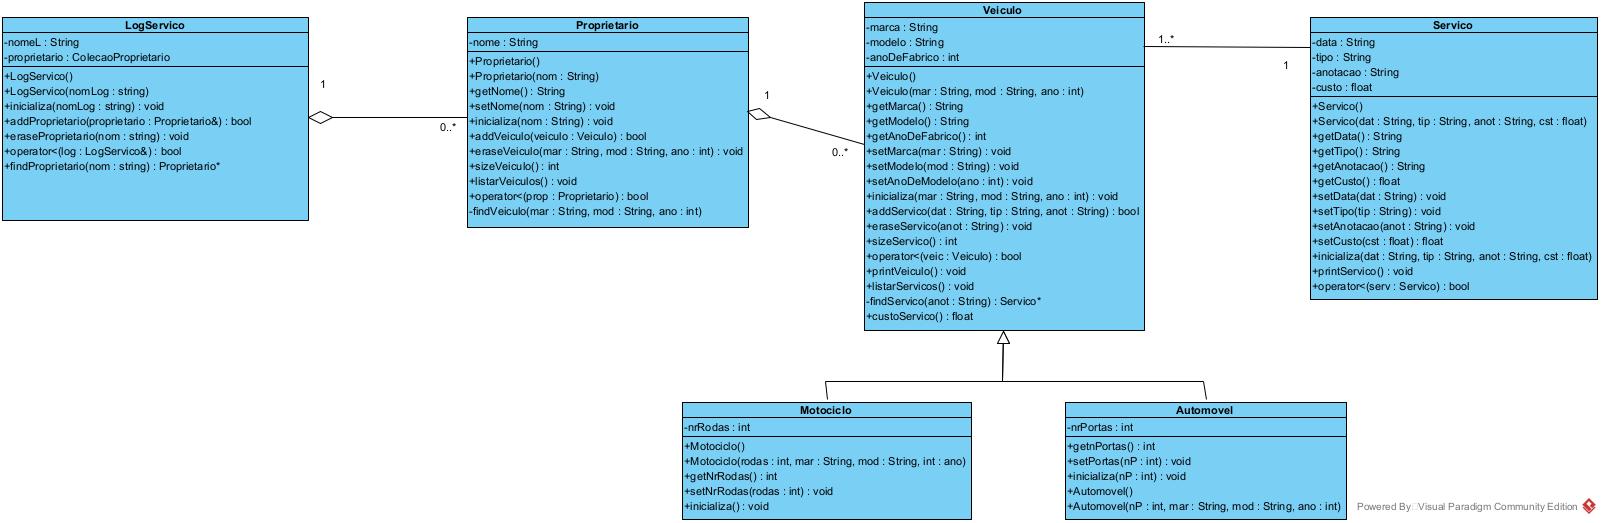 LogServico
-nomeL : String
-proprietario : ColecaoProprietario
+LogServico()
+LogServico(nomLog : string)
+inicializa(nomLog : string) : void
+addProprietario(proprietario : Proprietario&) : bool
+eraseProprietario(nom : string) : void
+operator<(log : LogServico&) : bool
+findProprietario(nom : string) : Proprietario*
1
0..*
Proprietario
-nome : String
+Proprietario()
+Proprietario(nom : String)
+getNome() : String
+setNome(nom : String) : void
+inicializa(nom : String) : void
+addVeiculo(veiculo : Veiculo) : bool
+eraseVeiculo(mar : String, mod : String, ano : int) : void
+sizeVeiculo() : int
+listarVeiculos() : void
+operator<(prop : Proprietario) : bool
-findVeiculo(mar : String, mod : String, ano : int)
1
0..*
Veiculo
-marca : String
-modelo : String
-anoDeFabrico : int
+Veiculo()
+Veiculo(mar : String, mod : String, ano : int)
+getMarca() : String
+getModelo() : String
+getAnoDeFabrico() : int
+setMarca(mar : String) : void
+setModelo(mod : String) : void
+setAnoDeModelo(ano : int) : void
+inicializa(mar : String, mod : String, ano : int) : void
+addServico(dat : String, tip : String, anot : String) : bool
+eraseServico(anot : String) : void
+sizeServico() : int
+operator<(veic : Veiculo) : bool
+printVeiculo() : void
+listarServicos() : void
-findServico(anot : String) : Servico*
+custoServico() : float
1..*
1
Servico
-data : String
-tipo : String
-anotacao : String
-custo : float
+Servico()
+Servico(dat : String, tip : String, anot : String, cst : float)
+getData() : String
+getTipo() : String
+getAnotacao() : String
+getCusto() : float
+setData(dat : String) : void
+setTipo(tip : String) : void
+setAnotacao(anot : String) : void
+setCusto(cst : float) : float
+inicializa(dat : String, tip : String, anot : String, cst : float)
+printServico() : void
+operator<(serv : Servico) : bool
Motociclo
-nrRodas : int
+Motociclo()
+Motociclo(rodas : int, mar : String, mod : String, int : ano)
+getNrRodas() : int
+setNrRodas(rodas : int) : void
+inicializa() : void
Automovel
-nrPortas : int
+getnPortas() : int
+setPortas(nP : int) : void
+inicializa(nP : int) : void
+Automovel()
+Automovel(nP : int, mar : String, mod : String, ano : int)
Powered By Visual Paradigm Community Edition